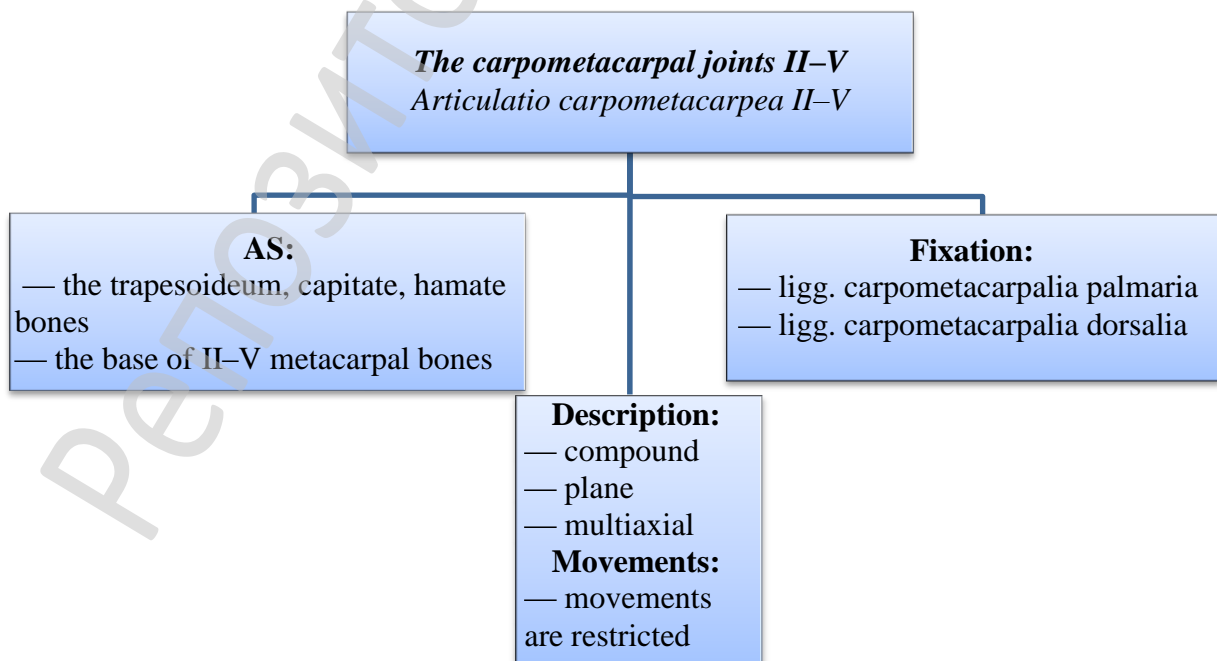 The carpometacarpal joints II–V
Articulatio carpometacarpea II–V
AS:
— the trapesoideum, capitate, hamate
bones
— the base of II–V metacarpal bones
Fixation:
— ligg. carpometacarpalia palmaria
— ligg. carpometacarpalia dorsalia
Description:
— compound
— plane
— multiaxial
Movements:
— movements
are restricted